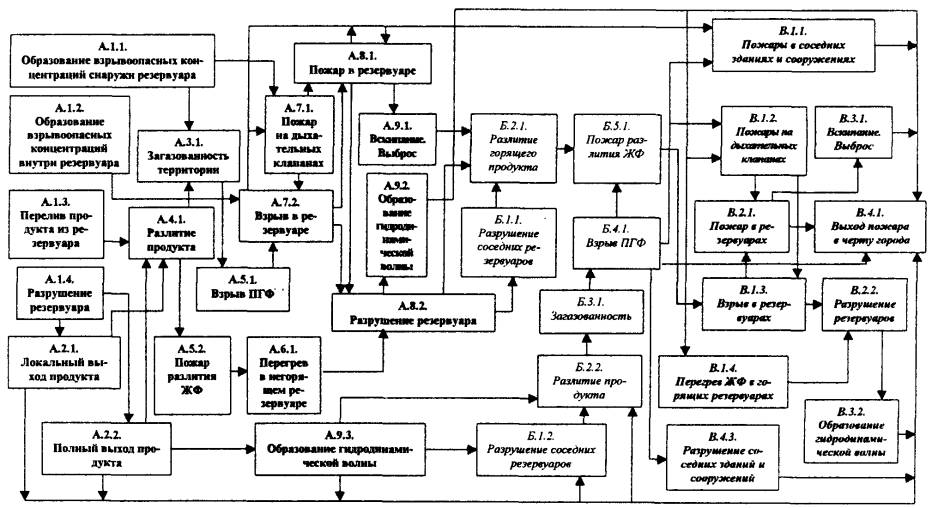 А.1.1.
Образование взрывоопасных кон-
центраций снаружи резервуара
А.1.2.
Образование
взрывоопасных
концентраций
внутри резервуара
А.1.3.
Перелив про-
дукта из ре-
зервуара
А.1.4.
Разрушение
резервуара
А.2.1.
Локальный вы-
ход продукта
А.2.2.
Полный выход про-
дукта
А.3.1.
Загазованность
территории
А.4.1.
Разлитие
продукта
А.5.1.
Взрыв ПГФ
А.5.2.
Пожар
разлития
ЖФ
А.6.1.
Перегрев
в негоря-
щем ре-
зервуаре
А.7.1.
Пожар
на дыха-
тельных
клапанах
А.7.2.
Взрыв в ре-
зервуаре
А.8.1.
Пожар в резервуаре
А.8.2.
Разрушение резервуара
А.9.1.
Вскипание.
Выброс
А.9.2.
Образо-
вание
гидроди-
нами-
ческой
волны
А.9.3.
Образование гидродинами-
ческой волны
Б.2.1.
Разлитие
горящего
продукта
Б.1.1.
Разрушение
соседних ре-
зервуаров
Б.5.1.
Пожар раз-
лития ЖФ
Б.4.1.
Взрыв ПГФ
Б.3.1.
Загазованность
Б.2.2.
Разлитие про-
дукта
Б.1.2.
Разрушение соседних
резервуаров
В.1.1.
Пожары в соседних
зданиях и сооружениях
В.1.2.
Пожары на
дыхательных
клапанах
В.3.1.
Вскипание.
Выброс
В.2.1.
Пожар в ре-
зервуарах
В.4.1.
Выход пожара
в черту города
В.1.3.
Взрыв в резер-
вуарах
В.2.2.
Разрушение
резервуаров
В.1.4.
Перегрев ЖФ в го-
рящих резервуарах
В.3.2.
Образование
гидродинами-
ческой волны
В.4.3.
Разрушение со-
седних зданий и
сооружений